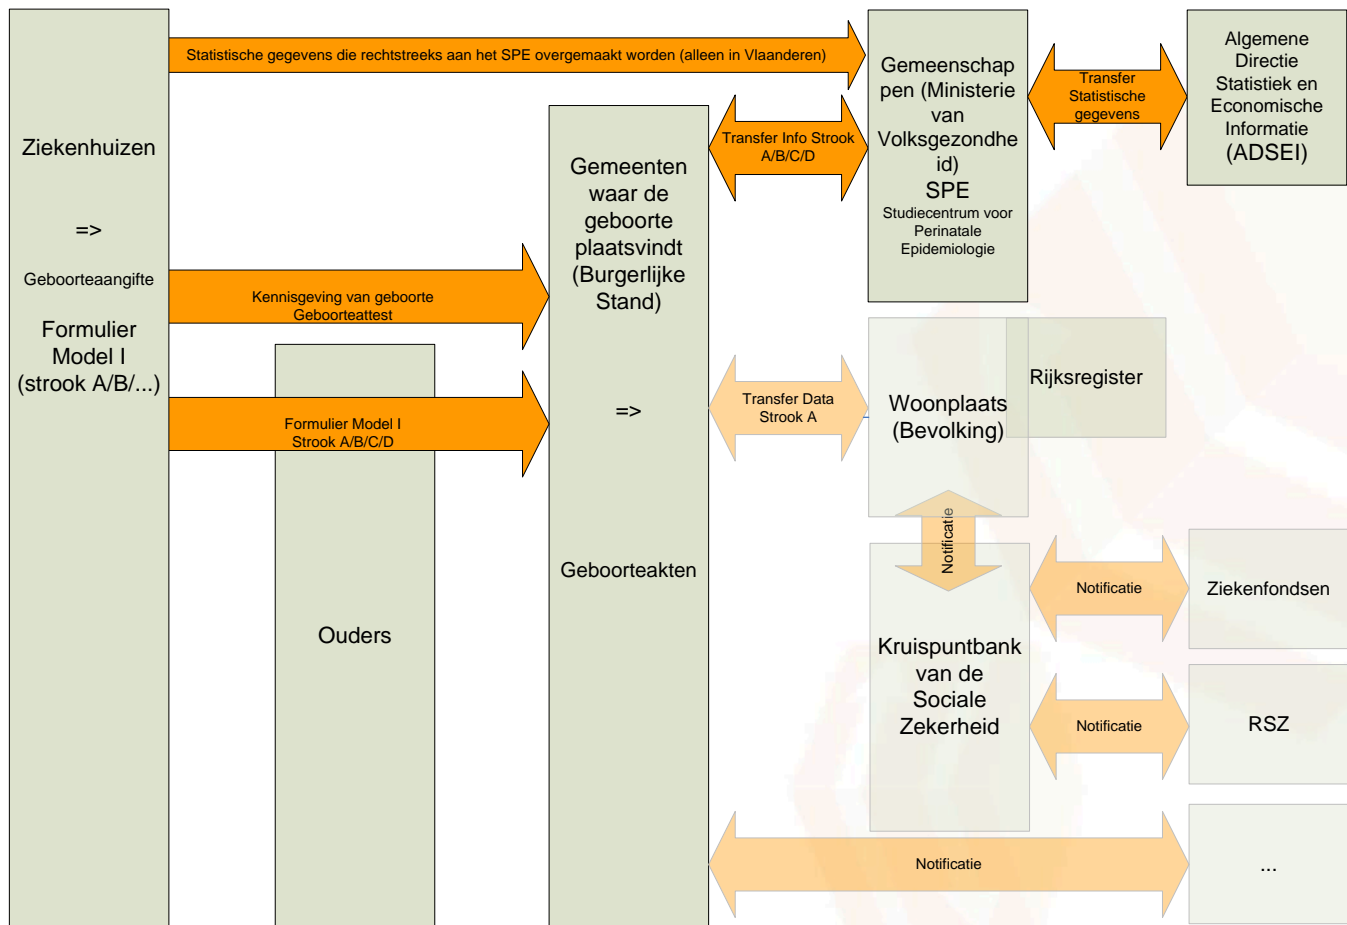 Ziekenhuizen
=>
Geboorteaangifte
Formulier
Model I
(strook A/B/...)
Statistische gegevens die rechtstreeks aan het SPE overgemaakt worden (alleen in Vlaanderen)
Kennisgeving van geboorte
Geboorteattest
Formulier Model I
Strook A/B/C/D
Ouders
Gemeenten
waar de
geboorte
plaatsvindt
(Burgerlijke
Stand)
=>
Geboorteakten
Transfer Info Strook
A/B/C/D
Gemeenschap
pen (Ministerie
van
Volksgezondhe
id)
SPE
Studiecentrum voor
Perinatale
Epidemiologie
Transfer
Statistische
gegevens
Algemene
Directie
Statistiek en
Economische
Informatie
(ADSEI)
Transfer Data
Strook A
Woonplaats
(Bevolking)
Rijksregister
Notificatie
Kruispuntbank
van de
Sociale
Zekerheid
Notificatie
Ziekenfondsen
Notificatie
RSZ
Notificatie
...